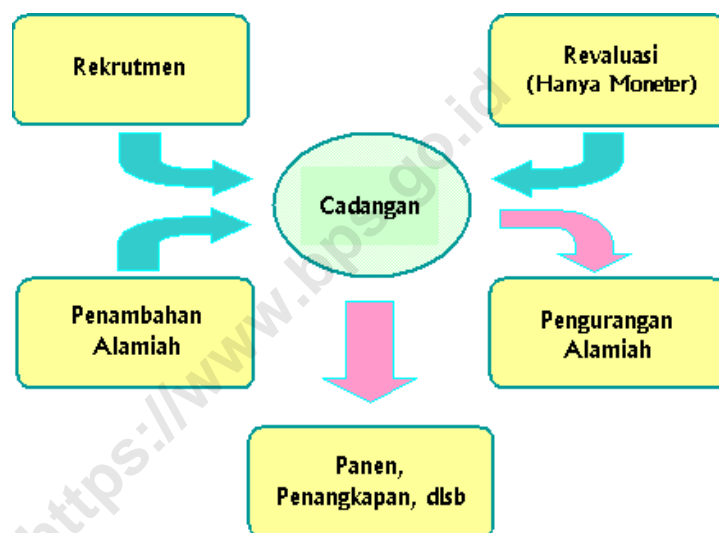 Rekrutmen
Revaluasi
(Hanya Moneter)
Cadangan
Penambahan
Alamiah
Pengurangan
Alamiah
Panen,
Penangkapan, dlsb
https://www.bps.go.id